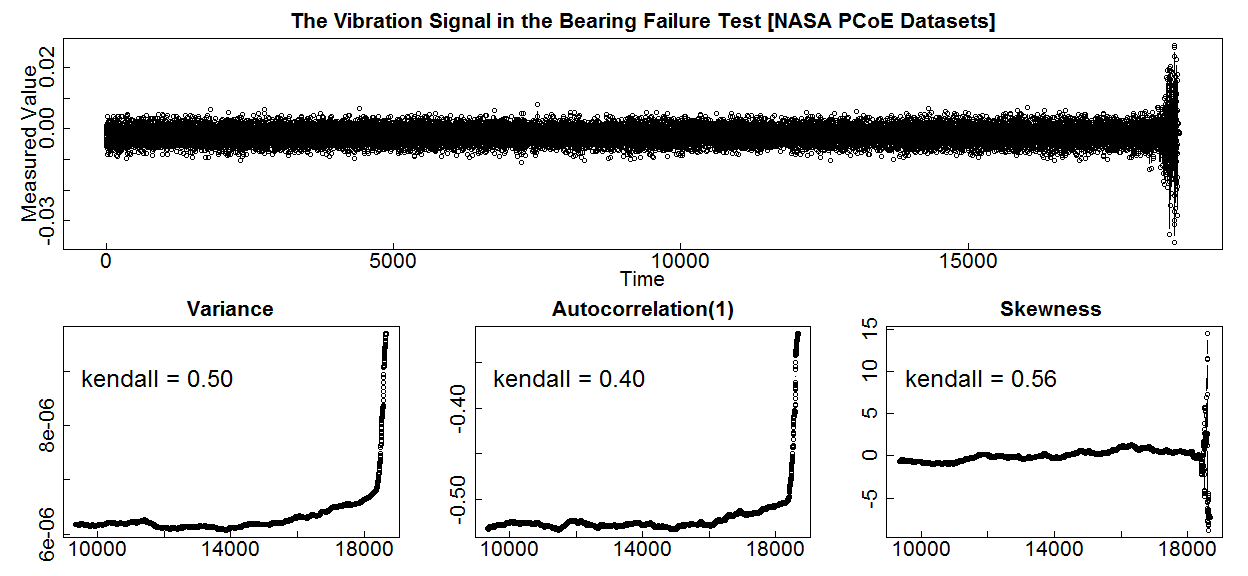 The Vibration Signal in the Bearing Failure Test [NASA PCoE Datasets]
Measured Value
0.02
0.00
-0.03
0 5000 10000 15000
Time
Variance
kendall = 0.50
8e-06
6e-06
10000 14000 18000
Autocorrelation(1)
kendall = 0.40
-0.40
-0.50
10000 14000 18000
Skewness
kendall = 0.56
15
10
5
0
-5
10000 14000 18000